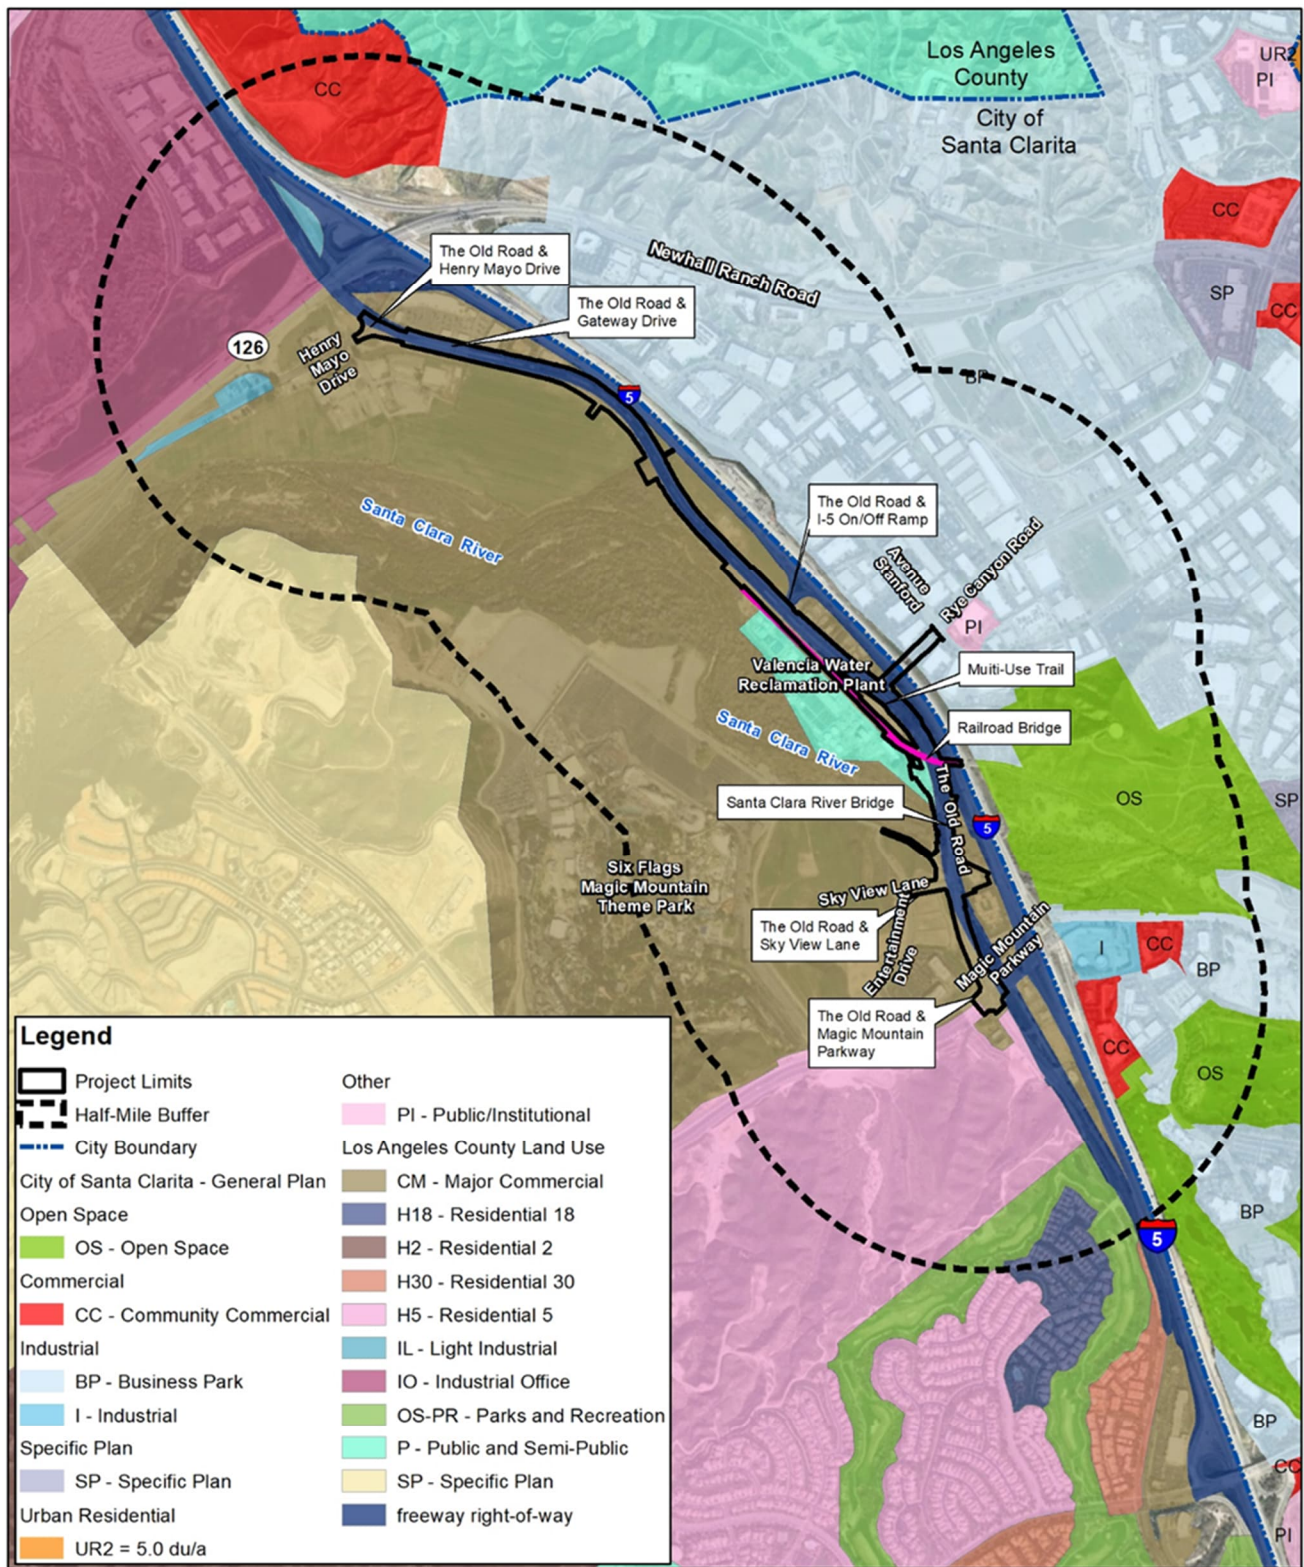 Los Angeles
County
City of
Santa Clarita
UR2
PI
CC
CC
SP
CC
The Old Road &
Henry Mayo Drive
Newhall Ranch Road
The Old Road &
Gateway Drive
126
Henry
Mayo
Drive
5
BP
Santa Clara River
The Old Road &
I-5 On/Off Ramp
Avenue
Stanford
Rye Canyon Road
PI
Valencia Water
Reclamation Plant
Muiti-Use Trail
Santa Clara River
Railroad Bridge
The Old Road
OS
SP
Santa Clara River Bridge
5
Six Flags
Magic Mountain
Theme Park
Sky View Lane
The Old Road &
Sky View Lane
Entertainment
Drive
Magic Mountain
Parkway
I
CC
BP
The Old Road &
Magic Mountain
Parkway
CC
OS
BP
5
BP
CC
PI
Legend
Project Limits
Half-Mile Buffer
City Boundary
City of Santa Clarita - General Plan
Open Space
OS - Open Space
Commercial
CC - Community Commercial
Industrial
BP - Business Park
I - Industrial
Specific Plan
SP - Specific Plan
Urban Residential
UR2 = 5.0 du/a
Other
PI - Public/Institutional
Los Angeles County Land Use
CM - Major Commercial
H18 - Residential 18
H2 - Residential 2
H30 - Residential 30
H5 - Residential 5
IL - Light Industrial
IO - Industrial Office
OS-PR - Parks and Recreation
P - Public and Semi-Public
SP - Specific Plan
freeway right-of-way